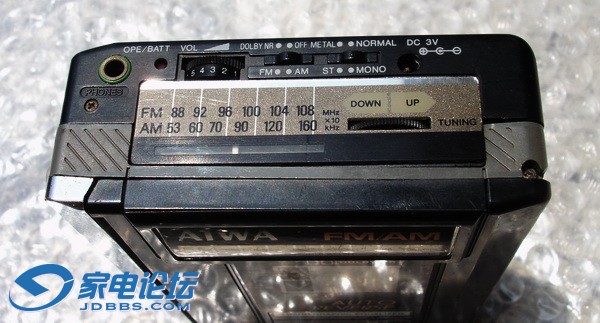 OPE/BATT VOL DOLBY NR OFF METAL NORMAL DC 3V
5 4 3 2 1
FM AM ST MONO
PHONES
FM 88 92 96 100 104 108 MHz
AM 53 60 70 90 120 160 ×10 kHz
DOWN UP
TUNING
AIWA FM/AM
家电论坛
JDBBS.COM